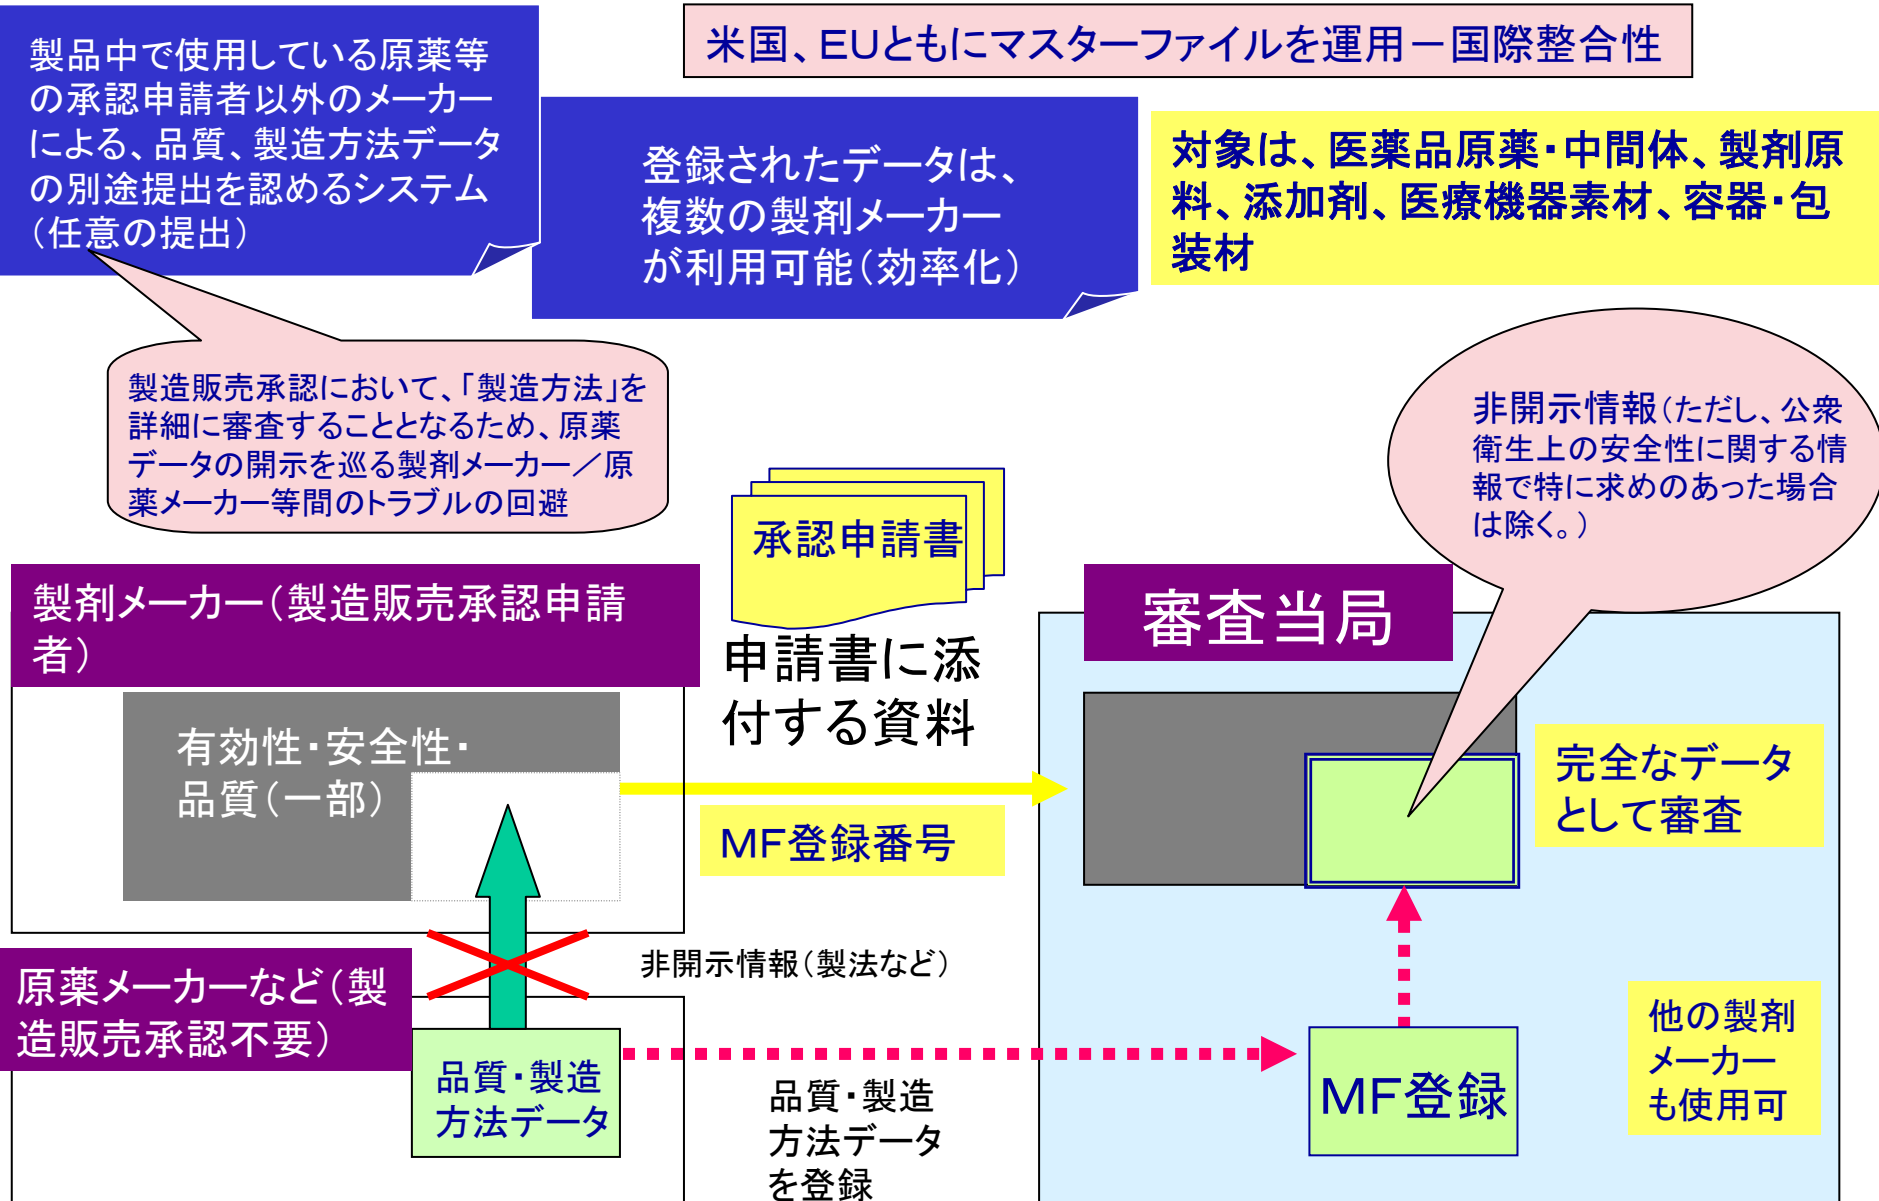 米国、EUともにマスターファイルを運用－国際整合性
製品中で使用している原薬等
の承認申請者以外のメーカー
による、品質、製造方法データ
の別途提出を認めるシステム
（任意の提出）
登録されたデータは、
複数の製剤メーカー
が利用可能（効率化）
対象は、医薬品原薬・中間体、製剤原
料、添加剤、医療機器素材、容器・包
装材
製造販売承認において、「製造方法」を
詳細に審査することとなるため、原薬
データの開示を巡る製剤メーカー／原
薬メーカー等間のトラブルの回避
非開示情報（ただし、公衆
衛生上の安全性に関する情
報で特に求めのあった場合
は除く。）
承認申請書
申請書に添
付する資料
製剤メーカー（製造販売承認申請
者）
審査当局
有効性・安全性・
品質（一部）
完全なデータ
として審査
MF登録番号
非開示情報（製法など）
原薬メーカーなど（製
造販売承認不要）
品質・製造
方法データ
品質・製造
方法データ
を登録
MF登録
他の製剤
メーカー
も使用可